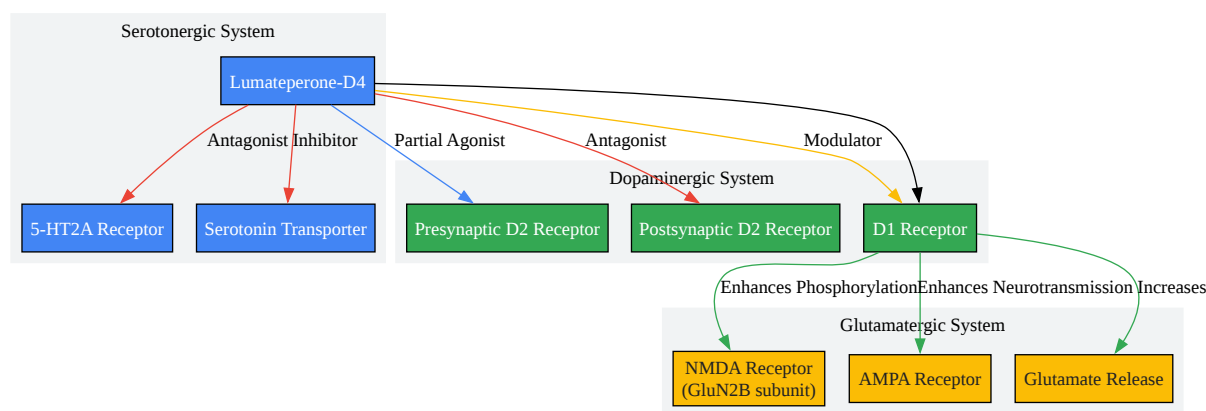 Serotonergic System
Lumateperone-D4
Antagonist
Inhibitor
Partial Agonist
Antagonist
Modulator
Dopaminergic System
5-HT2A Receptor
Serotonin Transporter
Presynaptic D2 Receptor
Postsynaptic D2 Receptor
D1 Receptor
Enhances Phosphorylation
Enhances Neurotransmission
Increases
Glutamatergic System
NMDA Receptor
(GluN2B subunit)
AMPA Receptor
Glutamate Release